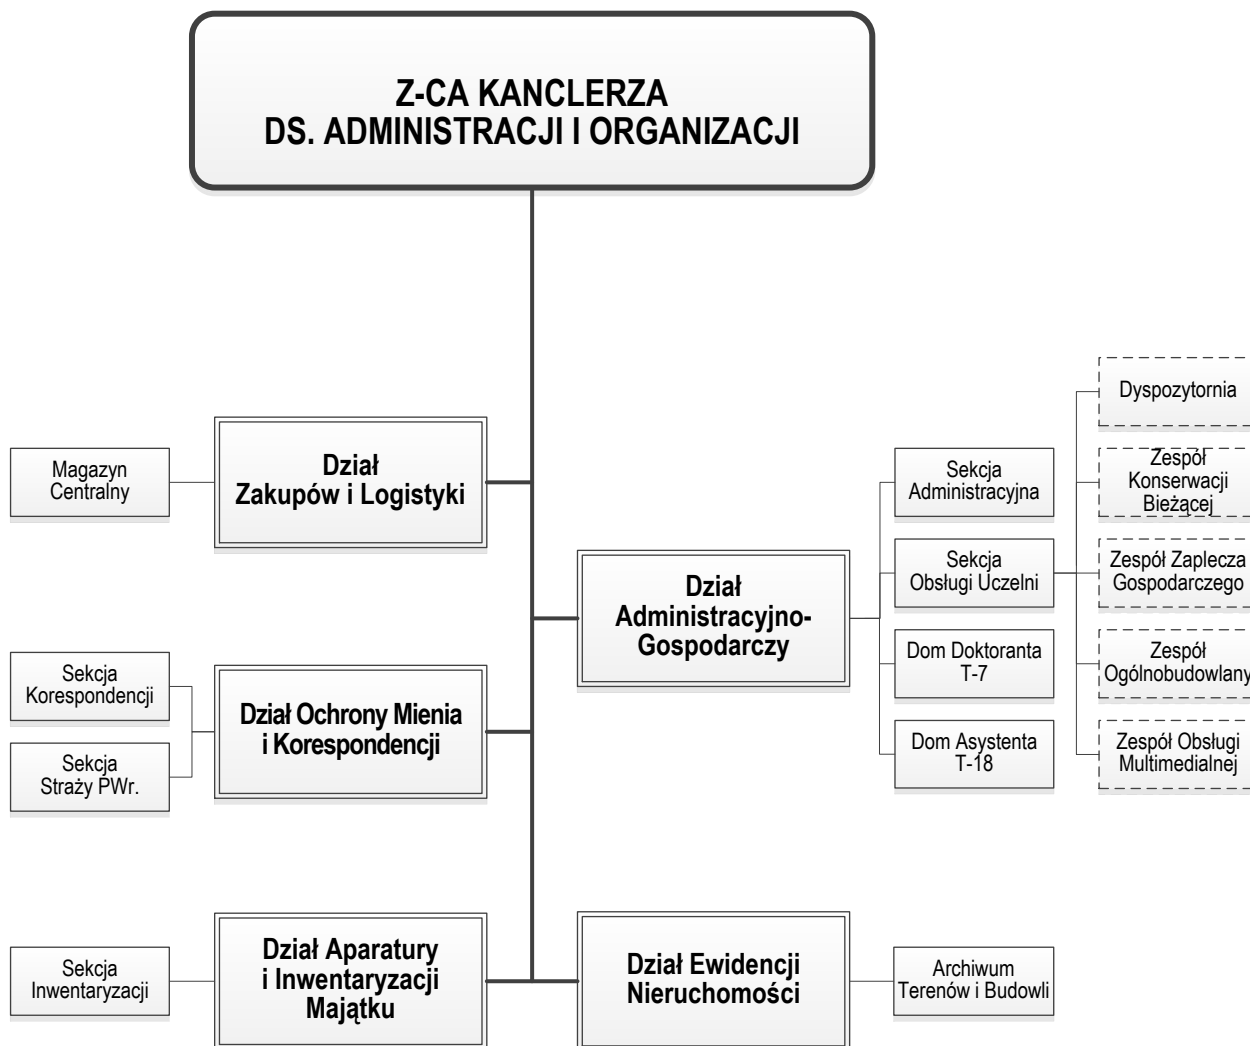 Z-CA KANCLERZA
DS. ADMINISTRACJI I ORGANIZACJI
Dyspozytornia
Magazyn
Centralny
Dział
Zakupów i Logistyki
Sekcja
Administracyjna
Zespół
Konserwacji
Bieżącej
Dział
Administracyjno-
Gospodarczy
Sekcja
Obsługi Uczelni
Zespół Zaplecza
Gospodarczego
Sekcja
Korespondencji
Dom Doktoranta
T-7
Zespół
Ogólnobudowlany
Dział Ochrony Mienia
i Korespondencji
Sekcja
Straży PWr.
Dom Asystenta
T-18
Zespół Obsługi
Multimedialnej
Sekcja
Inwentaryzacji
Dział Aparatury
i Inwentaryzacji
Majątku
Dział Ewidencji
Nieruchomości
Archiwum
Terenów i Budowli